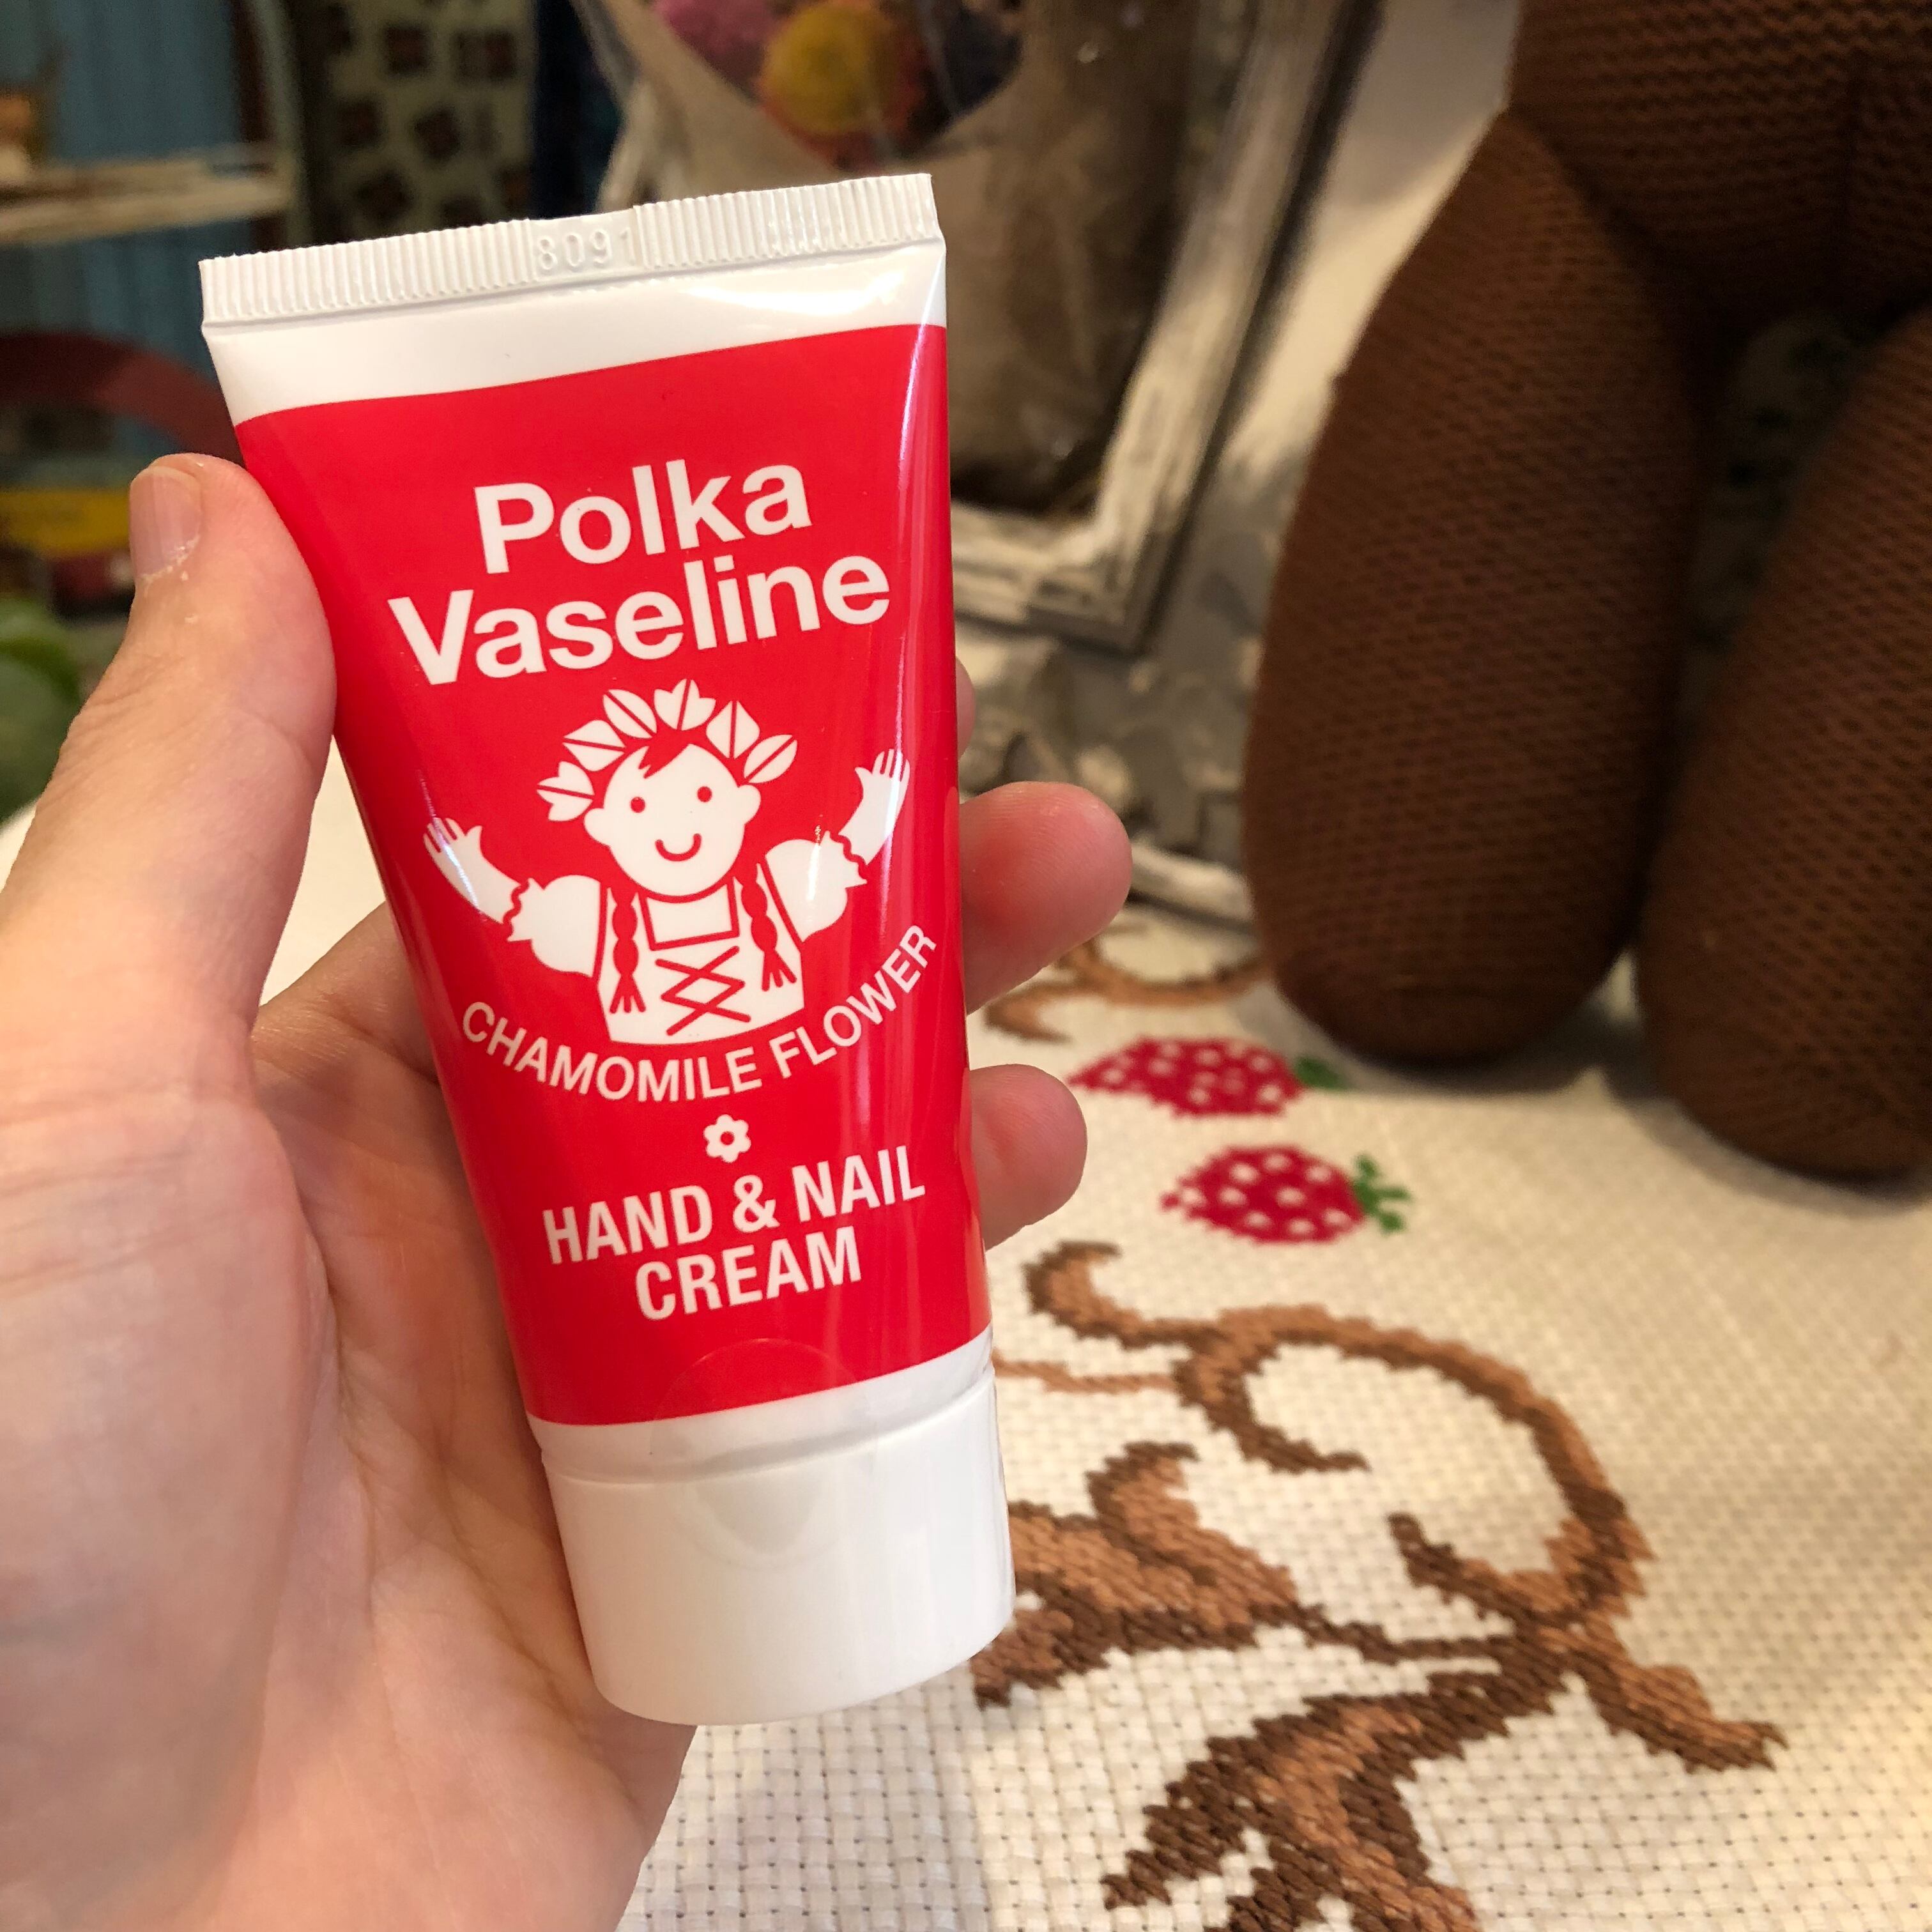 8091
Polka
Vaseline
CHAMOMILE FLOWER
HAND & NAIL
CREAM